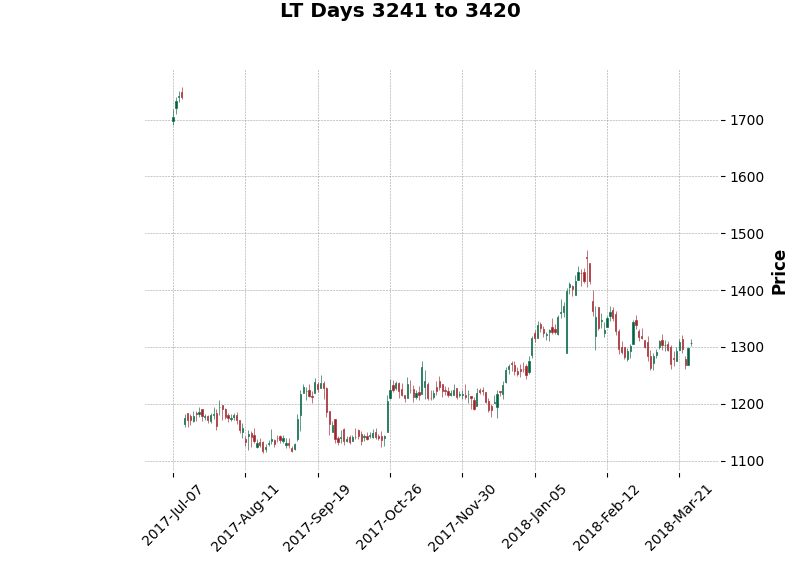 LT Days 3241 to 3420
1700
1600
1500
1400
1300
1200
1100
Price
2017-Jul-07
2017-Aug-11
2017-Sep-19
2017-Oct-26
2017-Nov-30
2018-Jan-05
2018-Feb-12
2018-Mar-21